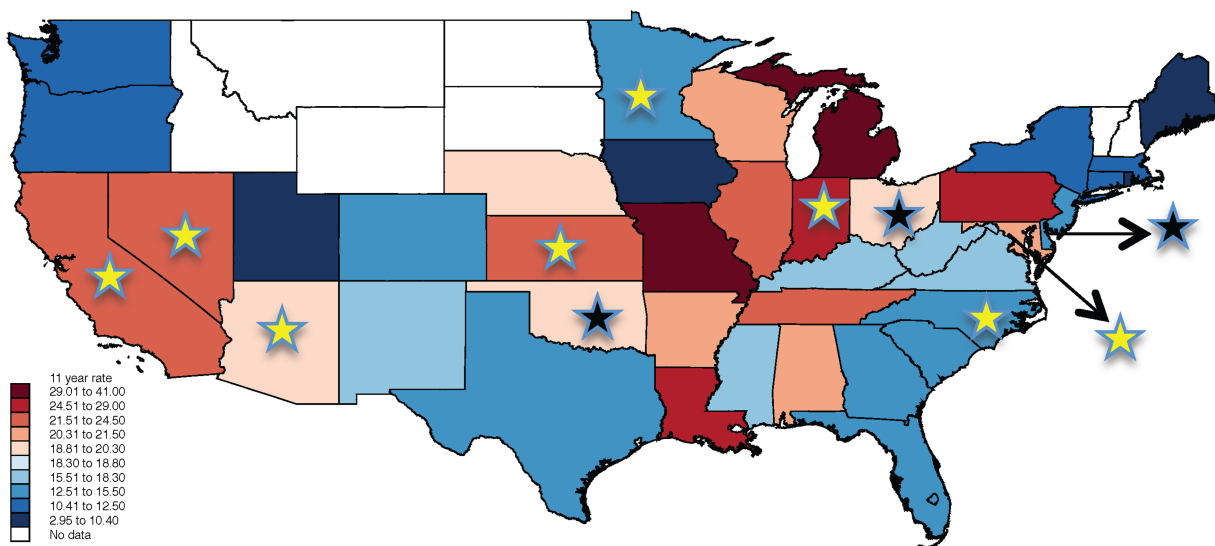 11 year rate
29.01 to 41.00
24.51 to 29.00
21.51 to 24.50
20.31 to 21.50
18.81 to 20.30
18.30 to 18.80
15.51 to 18.30
12.51 to 15.50
10.41 to 12.50
2.95 to 10.40
No data